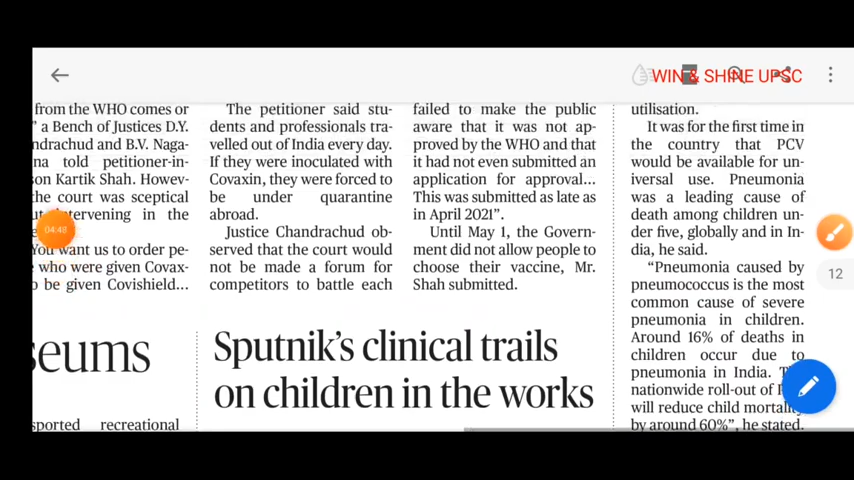 WIN & SHINE UPSC
from the WHO comes or
" a Bench of Justices D.Y.
ndrachud and B.V. Naga-
na told petitioner-in-
son Kartik Shah. Howev-
the court was sceptical
intervening in the
04:48
You want us to order pe-
who were given Covax-
o be given Covishield...
seums
sported recreational
The petitioner said stu-
dents and professionals tra-
velled out of India every day.
If they were inoculated with
Covaxin, they were forced to
be under quarantine
abroad.
Justice Chandrachud ob-
served that the court would
not be made a forum for
competitors to battle each
failed to make the public
aware that it was not ap-
proved by the WHO and that
it had not even submitted an
application for approval...
This was submitted as late as
in April 2021".
Until May 1, the Govern-
ment did not allow people to
choose their vaccine, Mr.
Shah submitted.
Sputnik's clinical trails
on children in the works
utilisation.
It was for the first time in
the country that PCV
would be available for un-
iversal use. Pneumonia
was a leading cause of
death among children un-
der five, globally and in In-
dia, he said.
"Pneumonia caused by
pneumococcus is the most
common cause of severe
pneumonia in children.
Around 16% of deaths in
children occur due to
pneumonia in India.
nationwide roll-out of
will reduce child mortality
by around 60%", he stated.
12